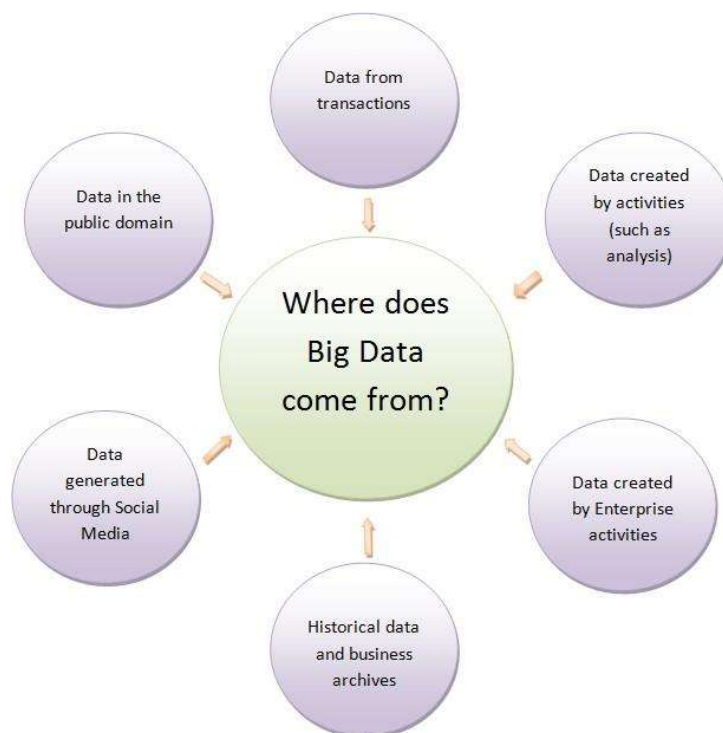 Data from
transactions
Data in the
public domain
Data created
by activities
(such as
analysis)
Where does
Big Data
come from?
Data
generated
through Social
Media
Data created
by Enterprise
activities
Historical data
and business
archives